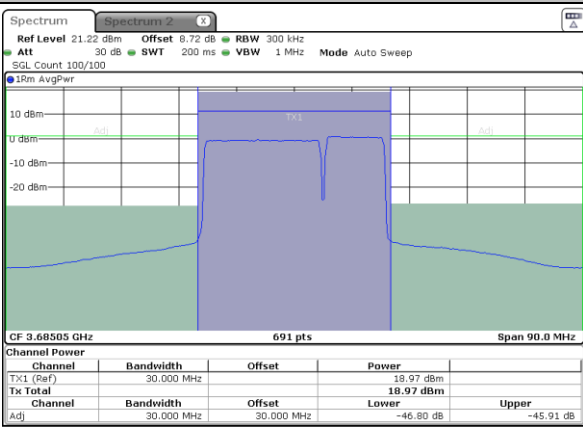 Spectrum Spectrum 2 X
Ref Level 21.22 dBm Offset 8.72 dB RBW 300 kHz
Att 30 dB SWT 200 ms VBW 1 MHz Mode Auto Sweep
SGL Count 100/100
1Rm AvgPwr
10 dBm
TX1
Adj Adj
0 dBm
-10 dBm
-20 dBm
CF 3.68505 GHz 691 pts Span 90.0 MHz
Channel Power
Channel Bandwidth Offset Power
TX1 (Ref) 30.000 MHz 18.97 dBm
Tx Total 18.97 dBm
Channel Bandwidth Offset Lower Upper
Adj 30.000 MHz 30.000 MHz -46.80 dB -45.91 dB